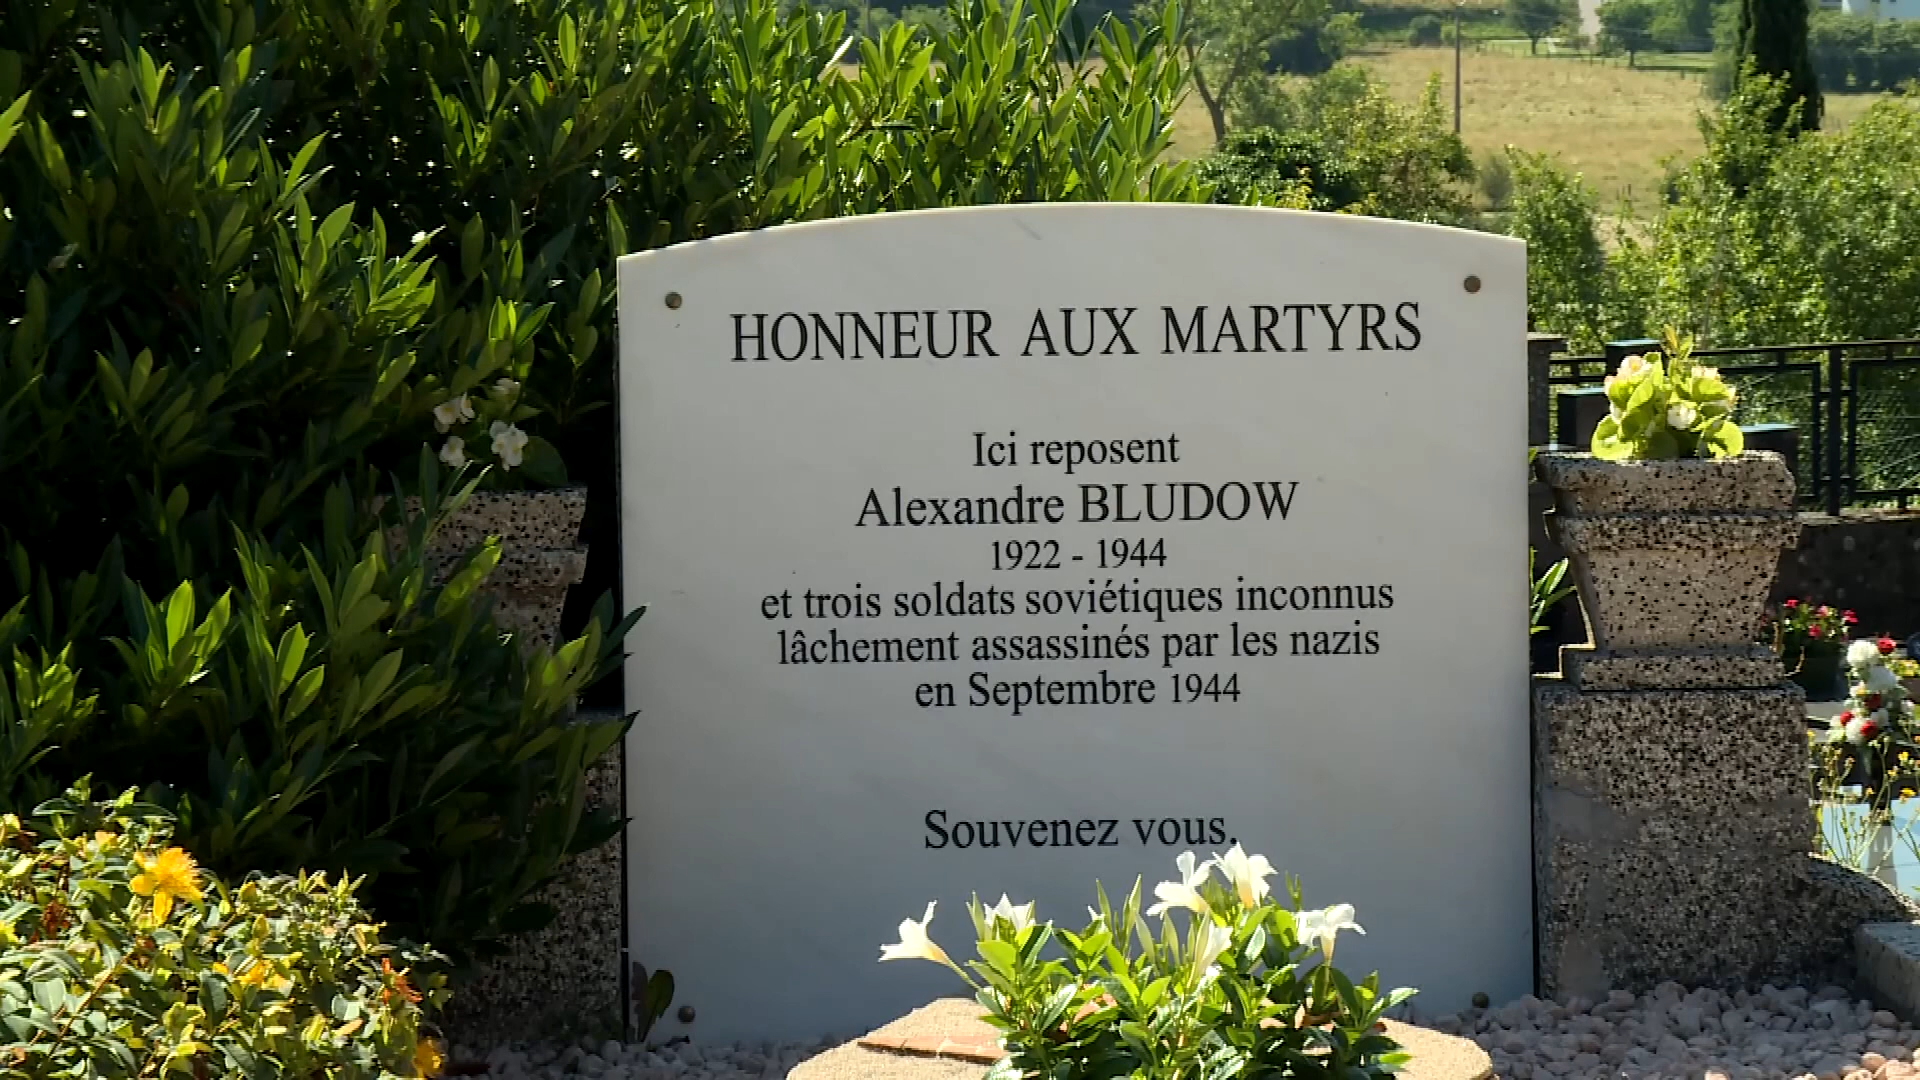 HONNEUR AUX MARTYRS
Ici reposent
Alexandre BLUDOW
1922 - 1944
et trois soldats soviétiques inconnus
lâchement assassinés par les nazis
en Septembre 1944
Souvenez vous.